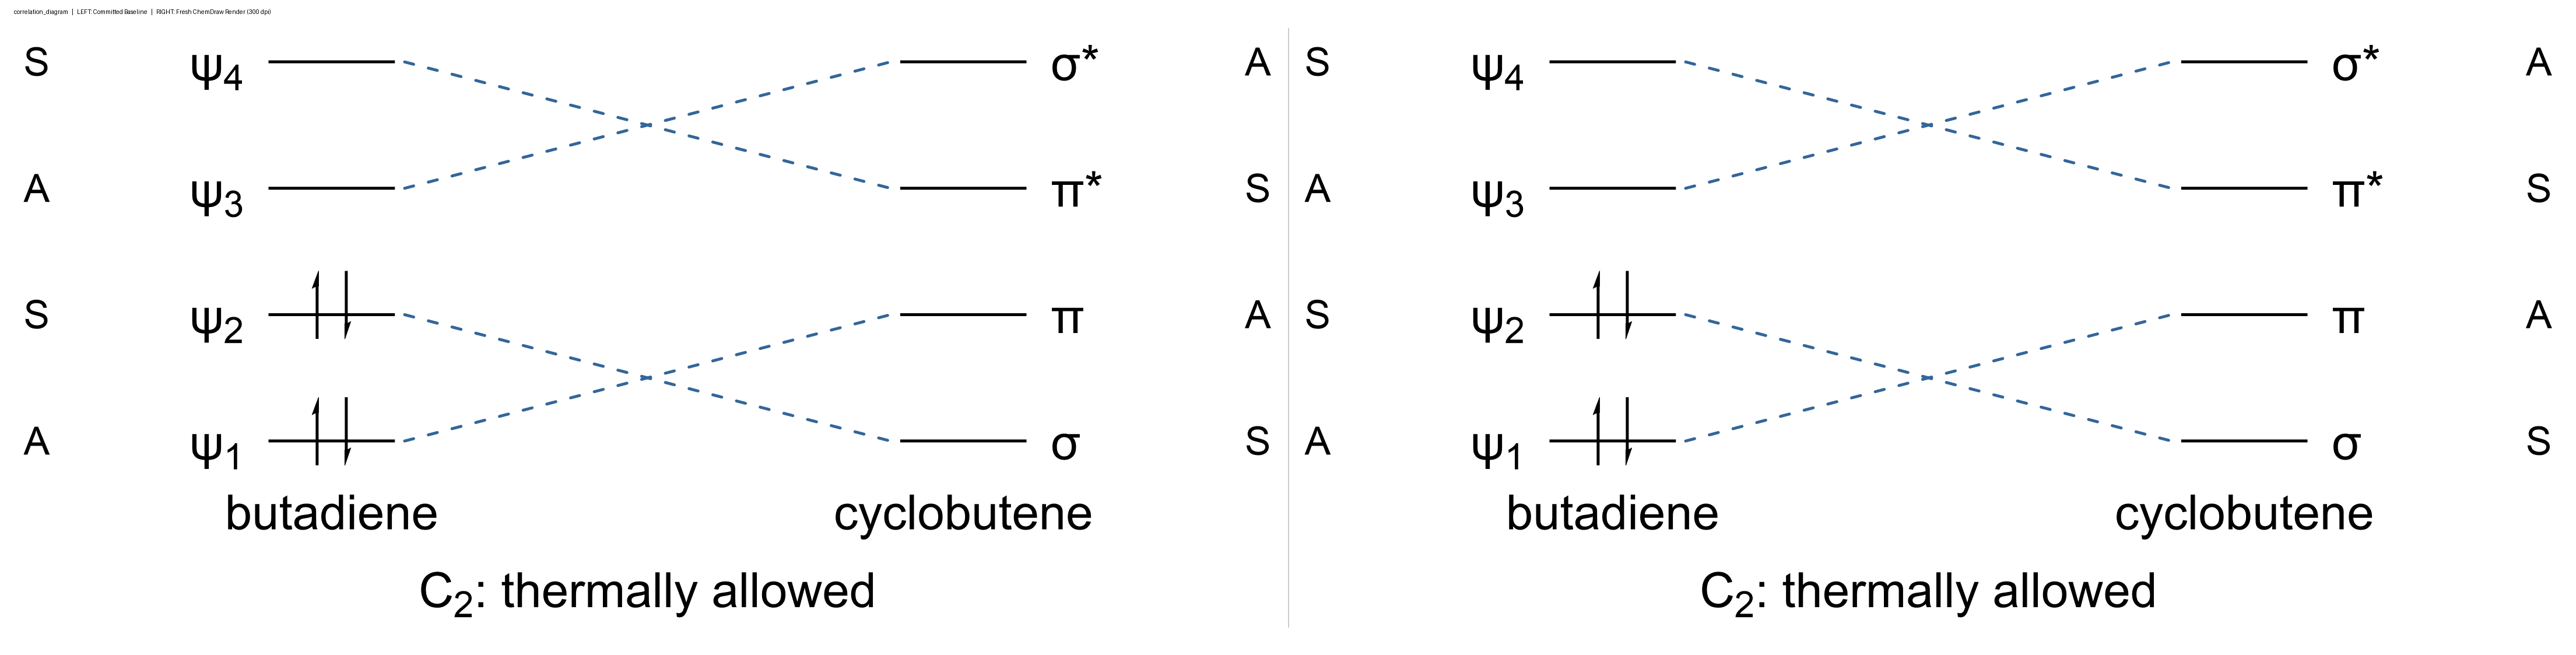 correlation_diagram | LEFT: Committed Baseline | RIGHT: Fresh ChemDraw Render (300 dpi)
S ψ4 σ* A
A ψ3 π* S
S ψ2 π A
A ψ1 σ S
butadiene cyclobutene
C2: thermally allowed
S ψ4 σ* A
A ψ3 π* S
S ψ2 π A
A ψ1 σ S
butadiene cyclobutene
C2: thermally allowed